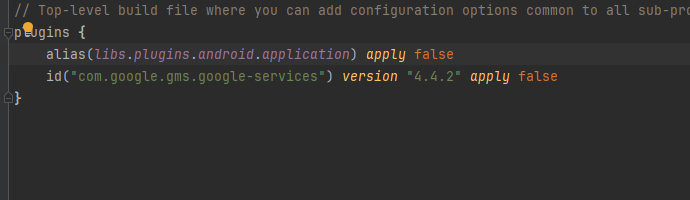 // Top-level build file where you can add configuration options common to all sub-pro
plugins {
alias(libs.plugins.android.application) apply false
id("com.google.gms.google-services") version "4.4.2" apply false
}